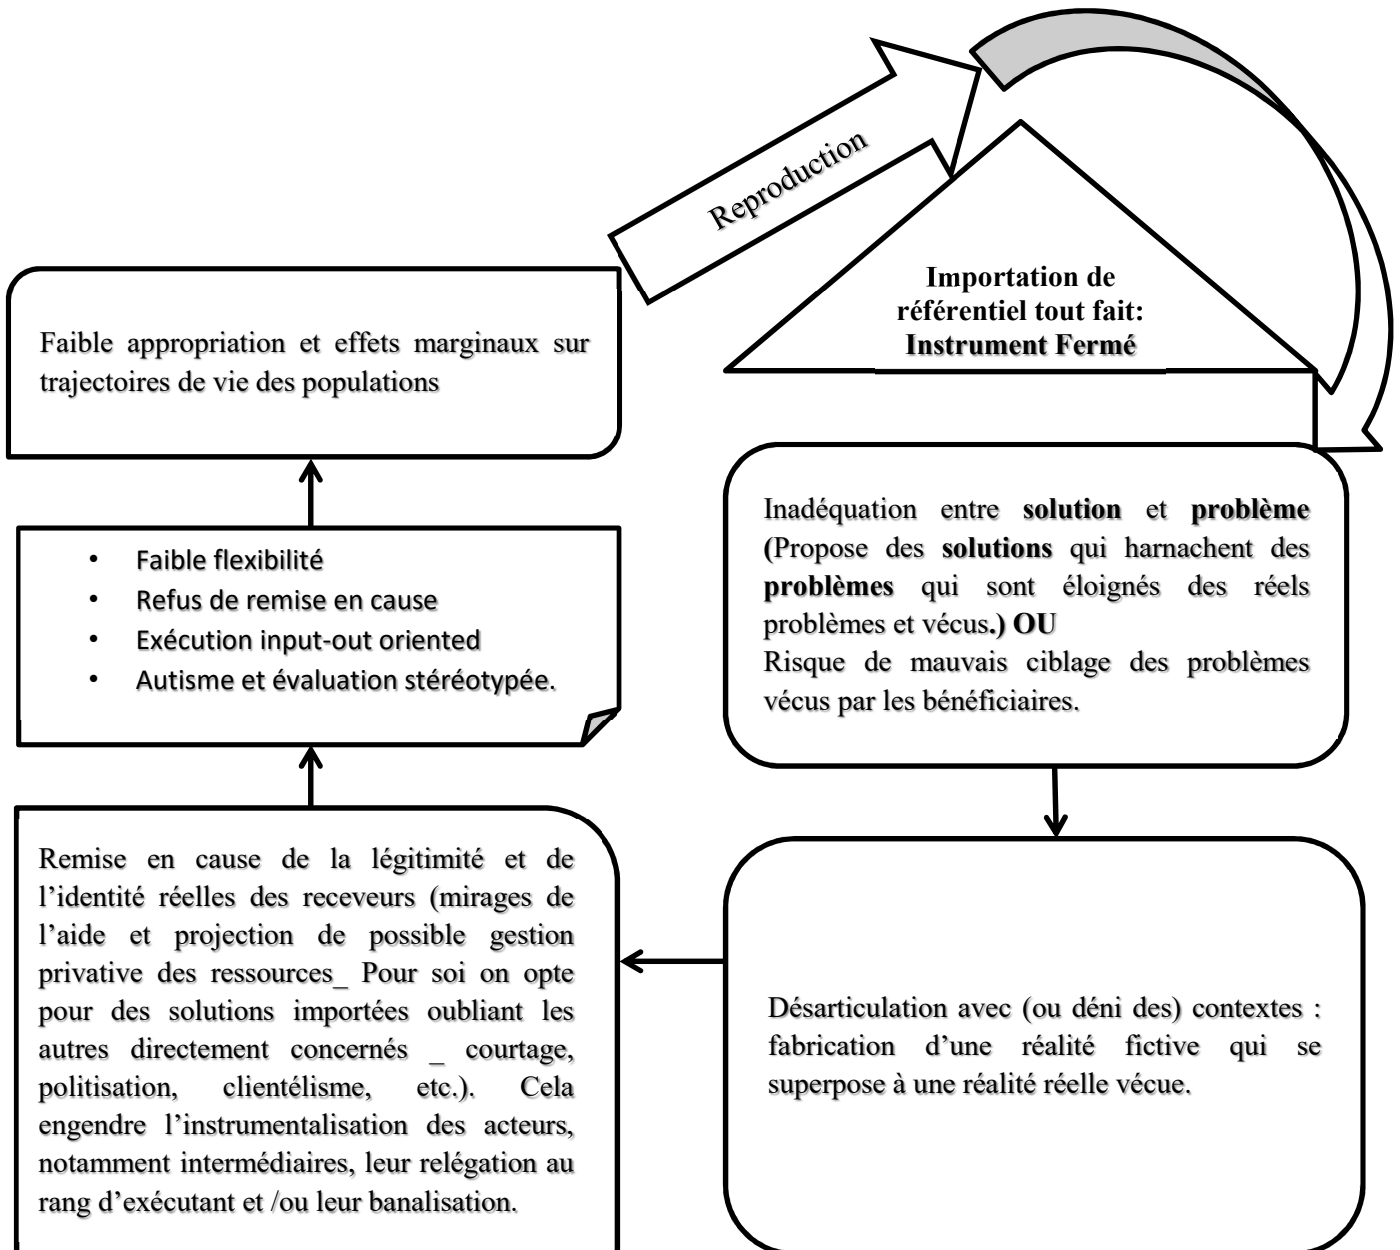 Reproduction
Importation de
référentiel tout fait:
Instrument Fermé
Faible appropriation et effets marginaux sur
trajectoires de vie des populations
Inadéquation entre solution et problème
(Propose des solutions qui harnachent des
problèmes qui sont éloignés des réels
problèmes et vécus.) OU
Risque de mauvais ciblage des problèmes
vécus par les bénéficiaires.
• Faible flexibilité
• Refus de remise en cause
• Exécution input-out oriented
• Autisme et évaluation stéréotypée.
Remise en cause de la légitimité et de
l’identité réelles des receveurs (mirages de
l’aide et projection de possible gestion
privative des ressources_ Pour soi on opte
pour des solutions importées oubliant les
autres directement concernés _ courtage,
politisation, clientélisme, etc.). Cela
engendre l’instrumentalisation des acteurs,
notamment intermédiaires, leur relégation au
rang d’exécutant et /ou leur banalisation.
Désarticulation avec (ou déni des) contextes :
fabrication d’une réalité fictive qui se
superpose à une réalité réelle vécue.